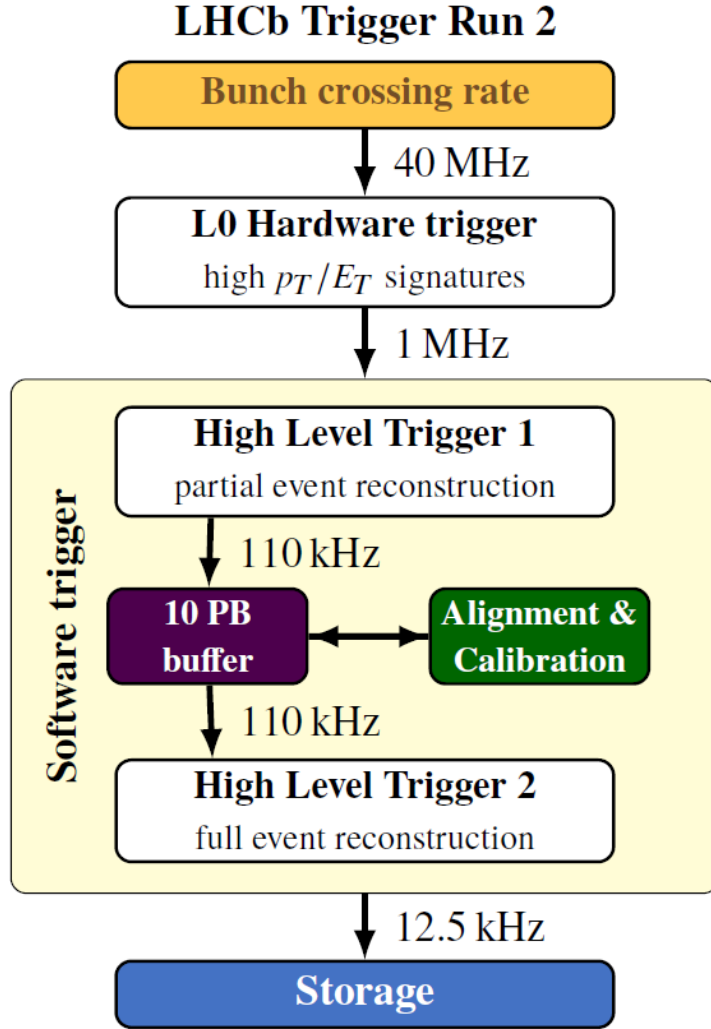 LHCb Trigger Run 2
Bunch crossing rate
40 MHz
L0 Hardware trigger
high p_T/E_T signatures
1 MHz
Software trigger
High Level Trigger 1
partial event reconstruction
110 kHz
10 PB
buffer
Alignment &
Calibration
110 kHz
High Level Trigger 2
full event reconstruction
12.5 kHz
Storage